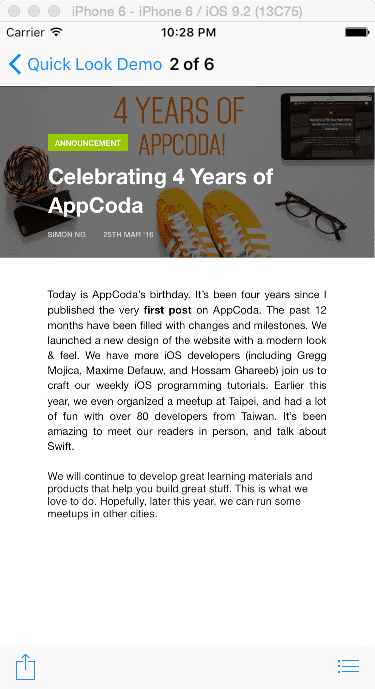 iPhone 6 - iPhone 6 / iOS 9.2 (13C75)
Carrier 10:28 PM
Quick Look Demo 2 of 6
4 YEARS OF
APPCODA!
ANNOUNCEMENT
Celebrating 4 Years of
AppCoda
SIMON NG 25TH MAR '16
Today is AppCoda's birthday. It's been four years since I
published the very first post on AppCoda. The past 12
months have been filled with changes and milestones. We
launched a new design of the website with a modern look
& feel. We have more iOS developers (including Gregg
Mojica, Maxime Defauw, and Hossam Ghareeb) join us to
craft our weekly iOS programming tutorials. Earlier this
year, we even organized a meetup at Taipei, and had a lot
of fun with over 80 developers from Taiwan. It's been
amazing to meet our readers in person, and talk about
Swift.
We will continue to develop great learning materials and
products that help you build great stuff. This is what we
love to do. Hopefully, later this year, we can run some
meetups in other cities.